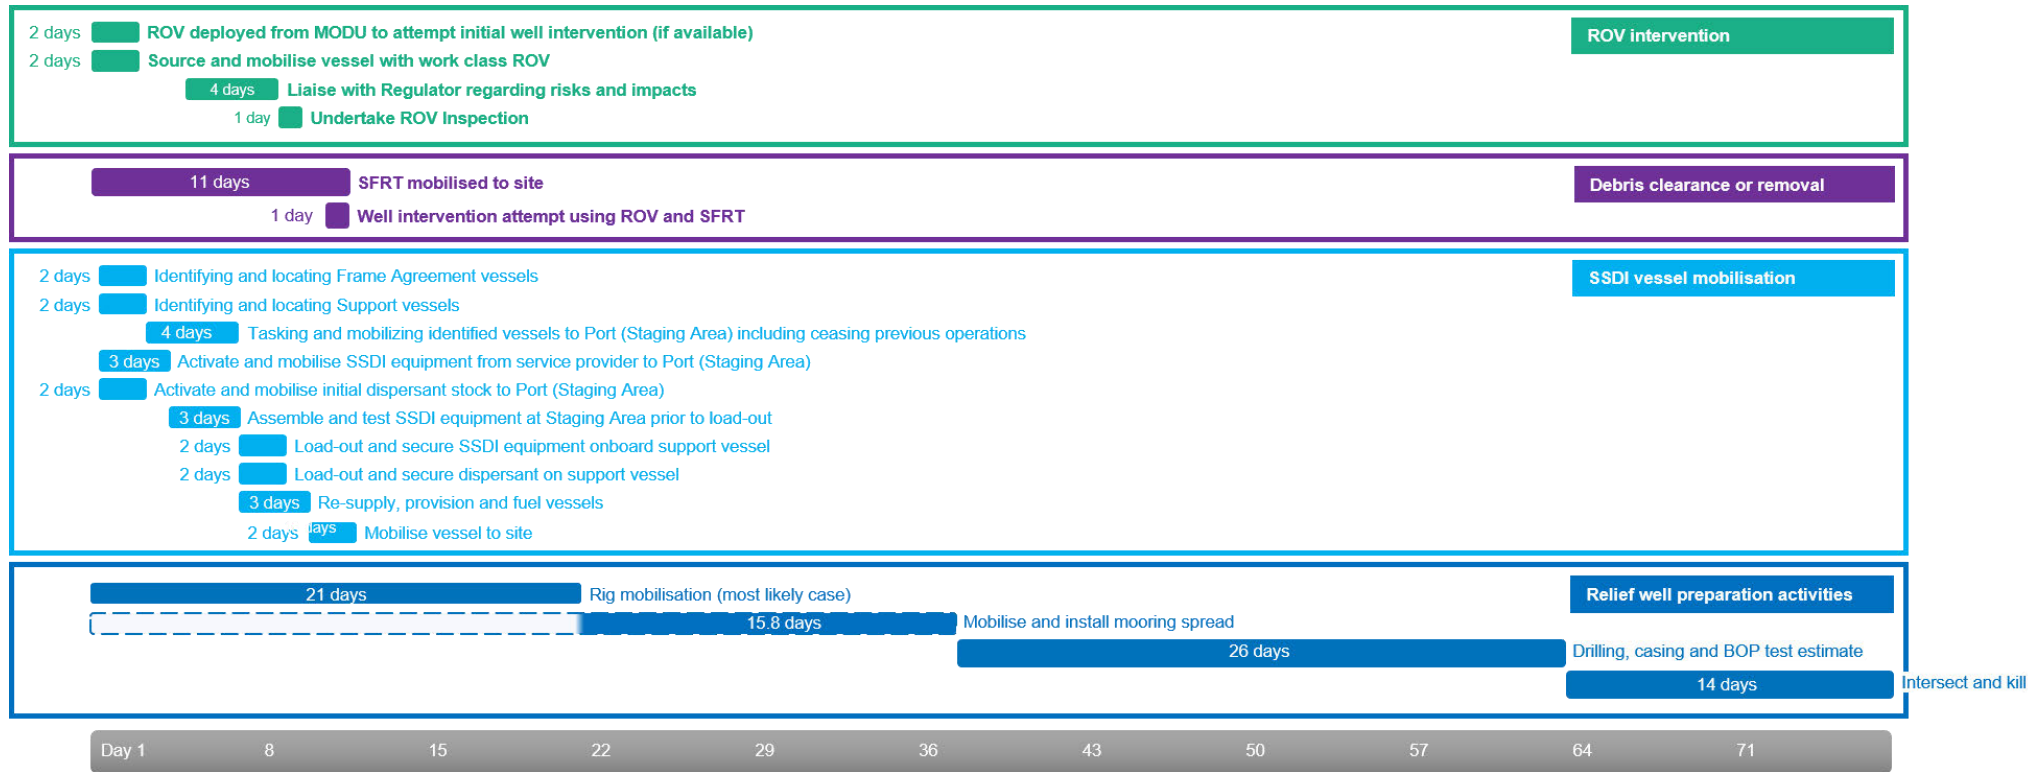 2 days ROV deployed from MODU to attempt initial well intervention (if available)
ROV intervention
2 days Source and mobilise vessel with work class ROV
4 days Liaise with Regulator regarding risks and impacts
1 day Undertake ROV Inspection
11 days SFRT mobilised to site
Debris clearance or removal
1 day Well intervention attempt using ROV and SFRT
2 days Identifying and locating Frame Agreement vessels
SSDI vessel mobilisation
2 days Identifying and locating Support vessels
4 days Tasking and mobilizing identified vessels to Port (Staging Area) including ceasing previous operations
3 days Activate and mobilise SSDI equipment from service provider to Port (Staging Area)
2 days Activate and mobilise initial dispersant stock to Port (Staging Area)
3 days Assemble and test SSDI equipment at Staging Area prior to load-out
2 days Load-out and secure SSDI equipment onboard support vessel
2 days Load-out and secure dispersant on support vessel
3 days Re-supply, provision and fuel vessels
2 days Mobilise vessel to site
21 days Rig mobilisation (most likely case)
Relief well preparation activities
15.8 days Mobilise and install mooring spread
26 days Drilling, casing and BOP test estimate
14 days Intersect and kill
Day 1 8 15 22 29 36 43 50 57 64 71